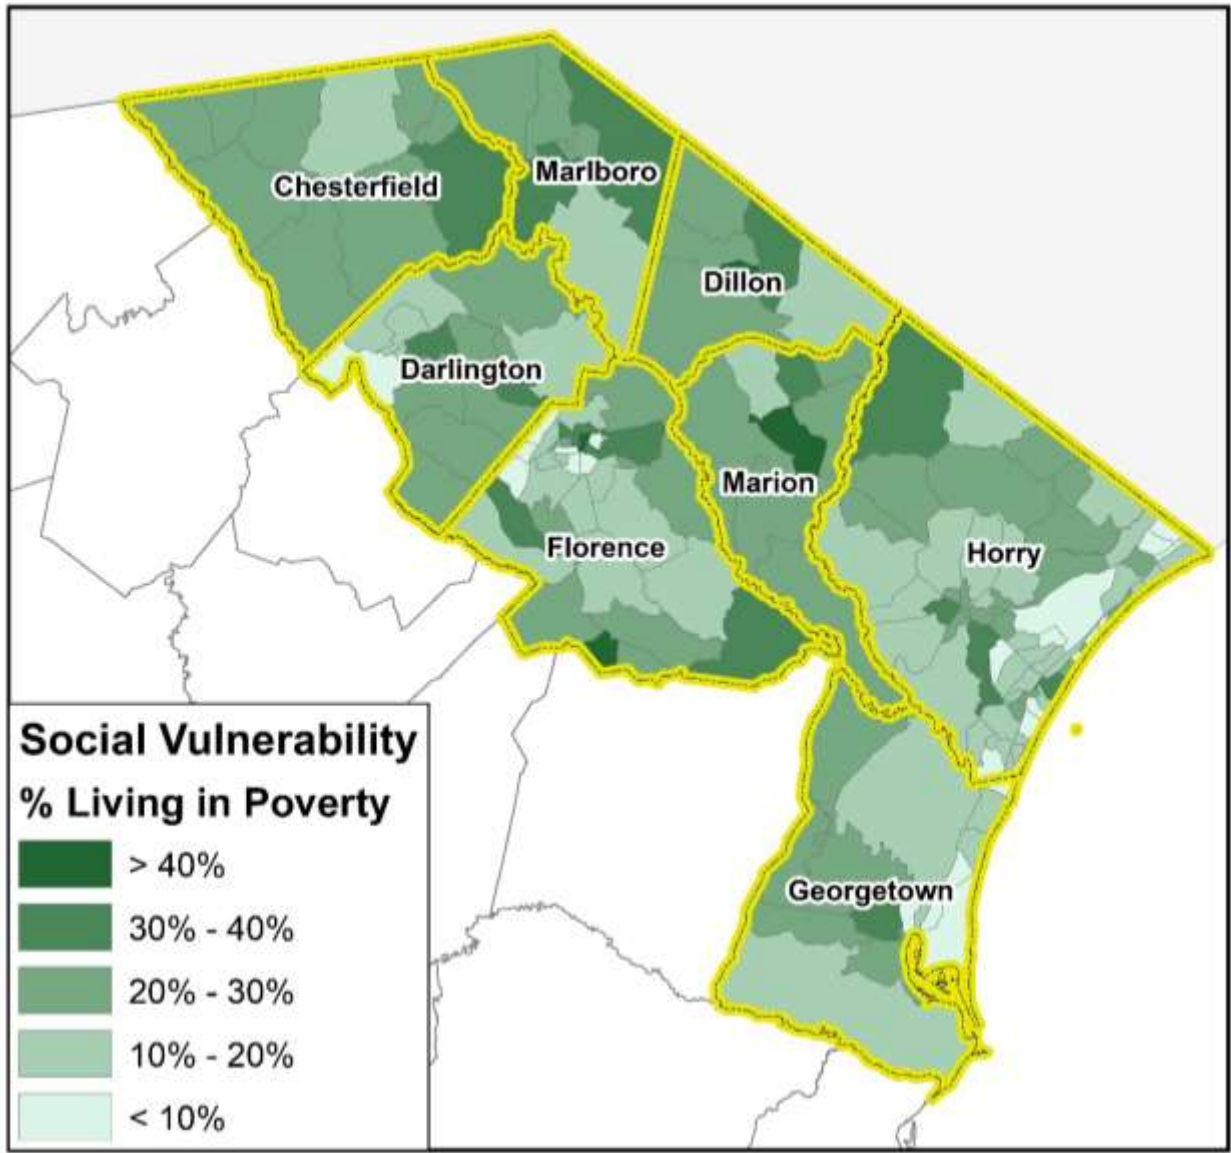 Chesterfield
Marlboro
Dillon
Darlington
Marion
Florence
Horry
Georgetown
Social Vulnerability
% Living in Poverty
> 40%
30% - 40%
20% - 30%
10% - 20%
< 10%